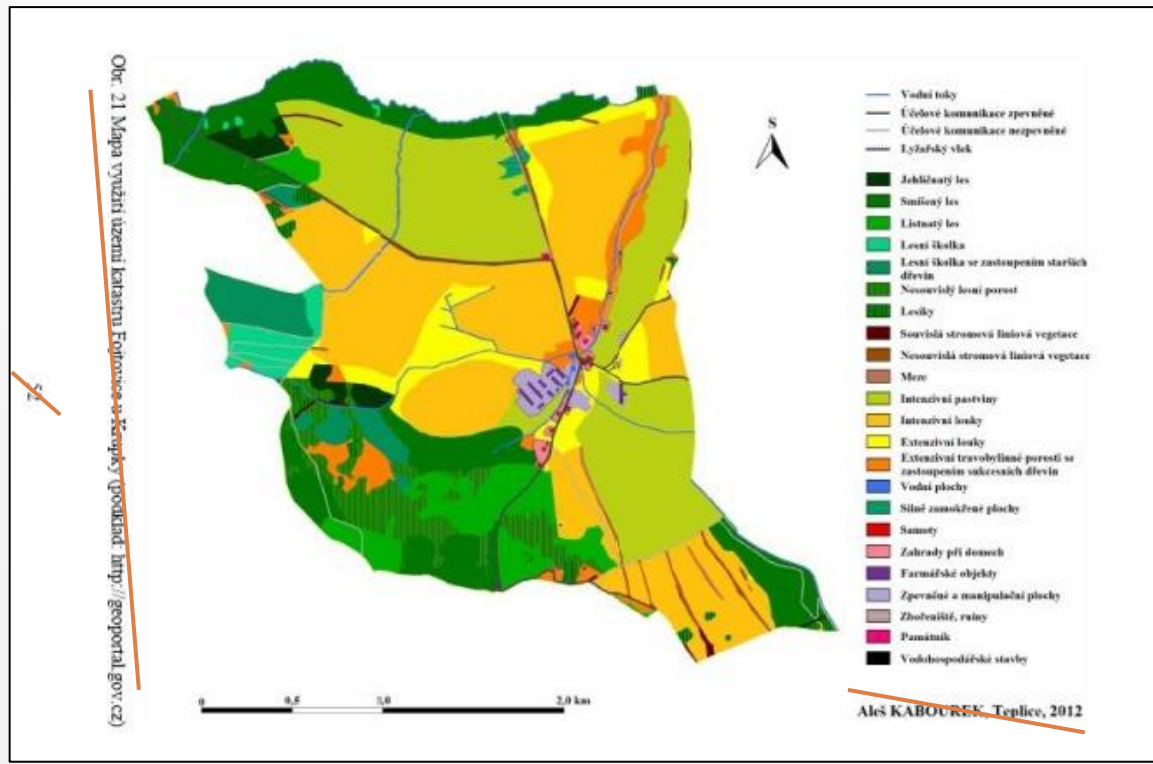 Obr. 21 Mapa využití území katastru Fojtovice u Krupky (podklad: http://geoportal.gov.cz)
52
S
Vodní toky
Účelové komunikace zpevněné
Účelové komunikace nezpevněné
Lyžařský vlek
Jehličnatý les
Smíšený les
Listnatý les
Lesní školka
Lesní školka se zastoupením starších
dřevin
Nesouvislý lesní porost
Lesíky
Souvislá stromová liniová vegetace
Nesouvislá stromová liniová vegetace
Meze
Intenzivní pastviny
Intenzivní louky
Extenzivní louky
Extenzivní travobylinné porosti se
zastoupením sukcesních dřevin
Vodní plochy
Silně zamokřené plochy
Samoty
Zahrady při domech
Farmářské objekty
Zpevněné a manipulační plochy
Zbořeniště, ruiny
Památník
Vodohospodářské stavby
0 0,5 1,0 2,0 km
Aleš KABOUREK, Teplice, 2012